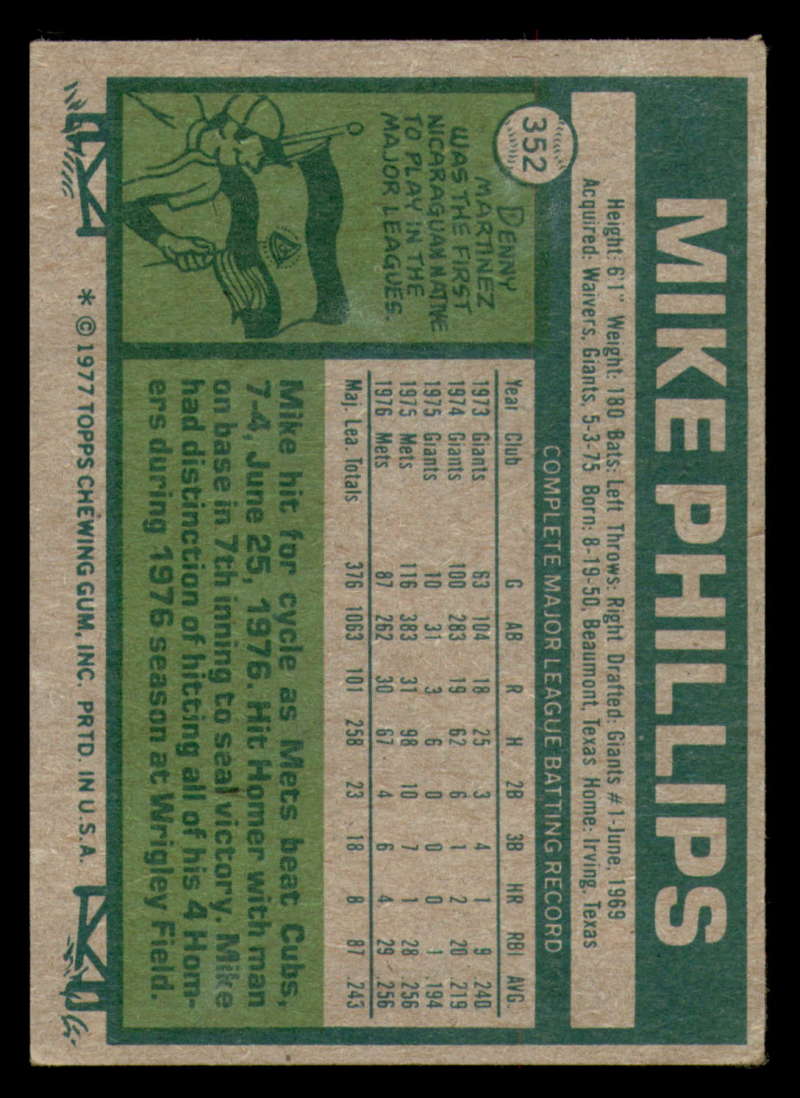 MIKE PHILLIPS
Height: 6'1" Weight: 180 Bats: Left Throws: Right Drafted: Giants #1-June, 1969
Acquired: Waivers, Giants, 5-3-75 Born: 8-19-50, Beaumont, Texas Home: Irving, Texas
352
COMPLETE MAJOR LEAGUE BATTING RECORD
Year Club G AB R H 2B 3B HR RBI AVG.
1973 Giants 63 104 18 25 3 4 1 9 .240
1974 Giants 100 283 19 62 6 1 2 20 .219
1975 Giants 10 31 3 6 0 0 0 1 .194
1975 Mets 116 383 31 98 10 7 1 28 .256
1976 Mets 87 262 30 67 4 6 4 29 .256
Maj. Lea. Totals 376 1063 101 258 23 18 8 87 .243
DENNY
MARTINEZ
WAS THE FIRST
NICARAGUAN NATIVE
TO PLAY IN THE
MAJOR LEAGUES.
Mike hit for cycle as Mets beat Cubs,
7-4, June 25, 1976. Hit Homer with man
on base in 7th inning to seal victory. Mike
had distinction of hitting all of his 4 Hom-
ers during 1976 season at Wrigley Field.
* © 1977 TOPPS CHEWING GUM, INC. PRTD. IN U.S.A.